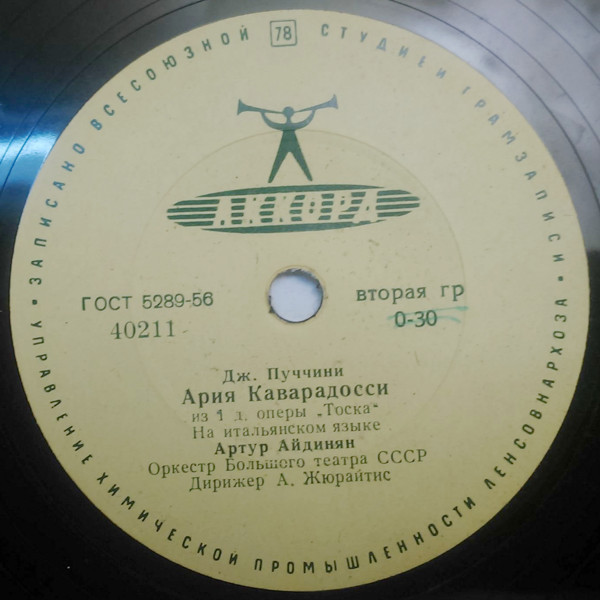 ЗАПИСАНО ВСЕСОЮЗНОЙ 78 СТУДИЕЙ ГРАМЗАПИСИ
АККОРД
ГОСТ 5289-56
40211
вторая гр
0-30
Дж. Пуччини
Ария Каварадосси
из 1 д. оперы „Тоска"
На итальянском языке
Артур Айдинян
Оркестр Большого театра СССР
Дирижер А. Жюрайтис
УПРАВЛЕНИЕ ХИМИЧЕСКОЙ ПРОМЫШЛЕННОСТИ ЛЕНСОВНАРХОЗА